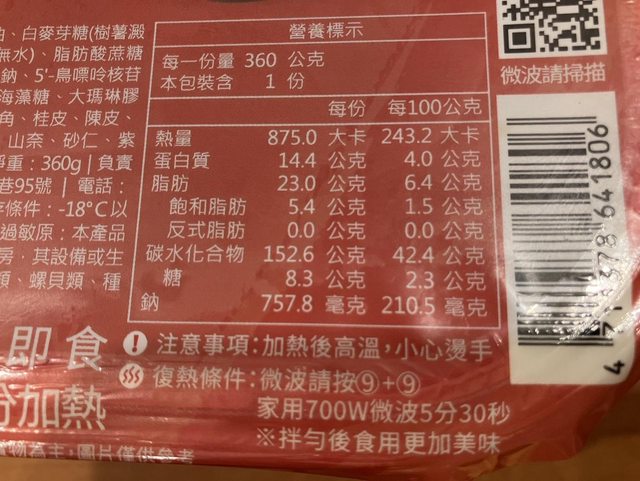 、白麥芽糖(樹薯澱
無水)、脂肪酸蔗糖
鈉、5'-鳥嘌呤核苷
海藻糖、大瑪琳膠
角、桂皮、陳皮、
山奈、砂仁、紫
淨重:360g|負責
巷95號 | 電話:
存條件:-18°C以
過敏原:本產品
房,其設備或生
類、螺貝類、種
營養標示
每一份量 360 公克
本包裝含 1 份
每份 每100公克
熱量 875.0 大卡 243.2 大卡
蛋白質 14.4 公克 4.0 公克
脂肪 23.0 公克 6.4 公克
飽和脂肪 5.4 公克 1.5 公克
反式脂肪 0.0 公克 0.0 公克
碳水化合物 152.6 公克 42.4 公克
糖 8.3 公克 2.3 公克
鈉 757.8 毫克 210.5 毫克
微波請掃描
即食
加熱
物為主,圖片僅供參考
注意事項:加熱後高溫,小心燙手
復熱條件:微波請按⑨+⑨
家用700W微波5分30秒
※拌勻後食用更加美味